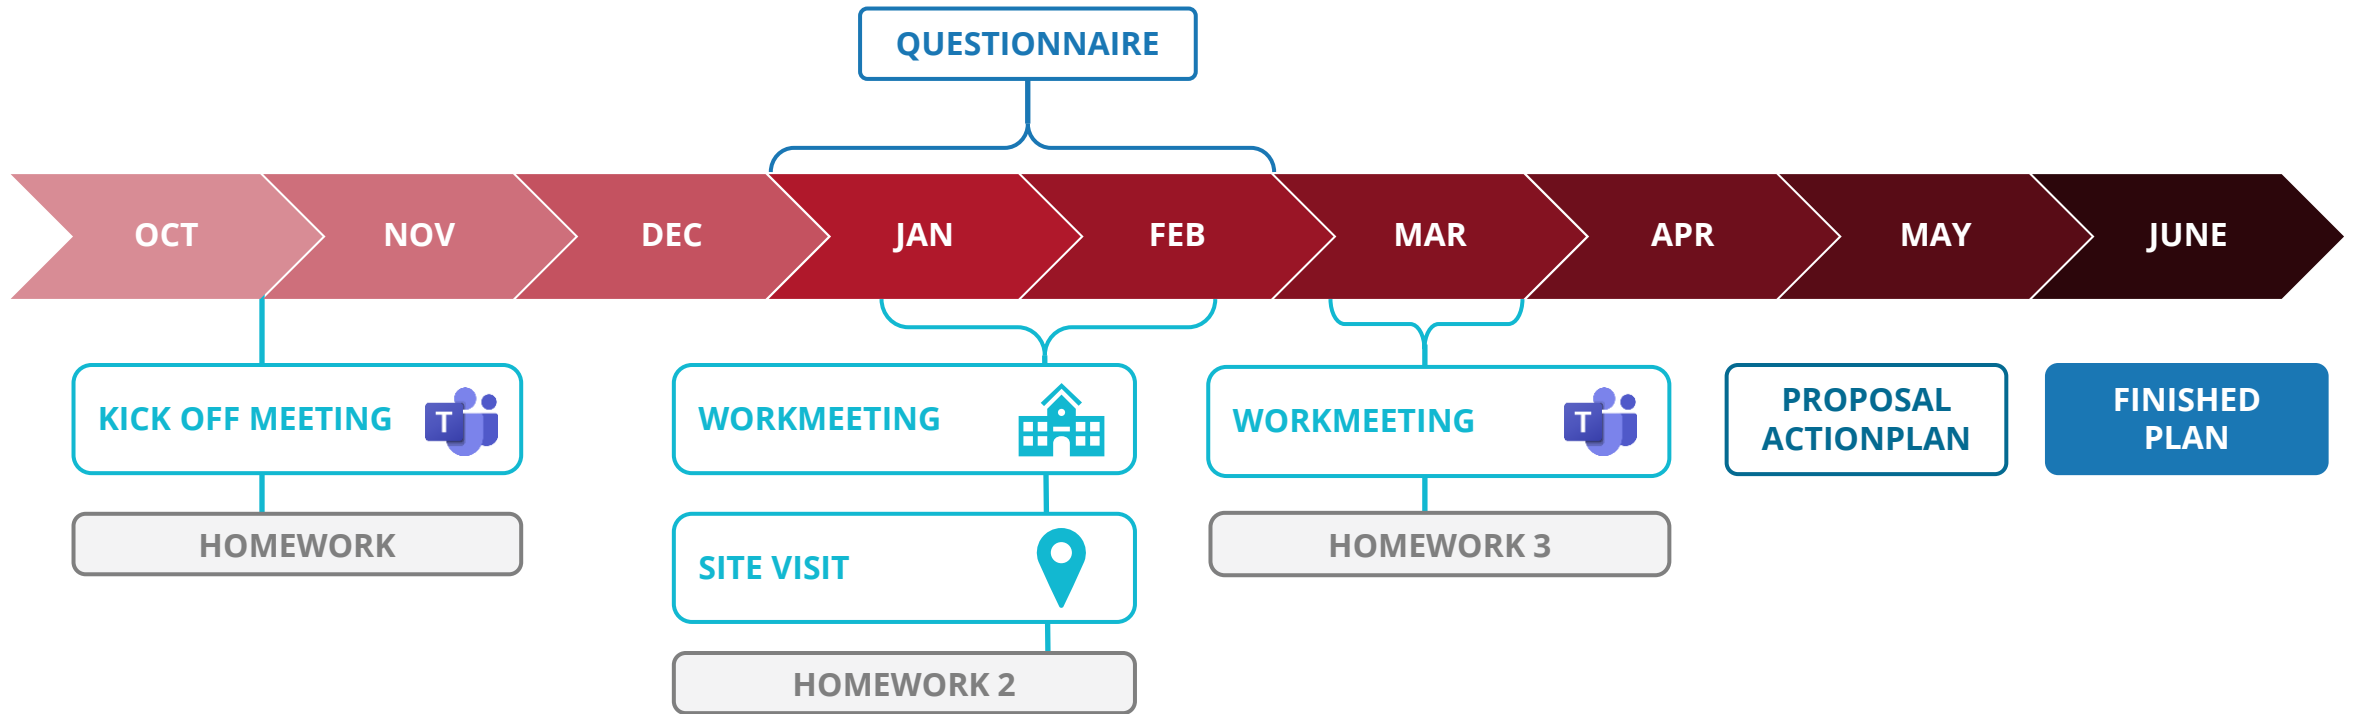 QUESTIONNAIRE
OCT
NOV
DEC
JAN
FEB
MAR
APR
MAY
JUNE
KICK OFF MEETING
T
HOMEWORK
WORKMEETING
SITE VISIT
HOMEWORK 2
WORKMEETING
T
HOMEWORK 3
PROPOSAL
ACTIONPLAN
FINISHED
PLAN